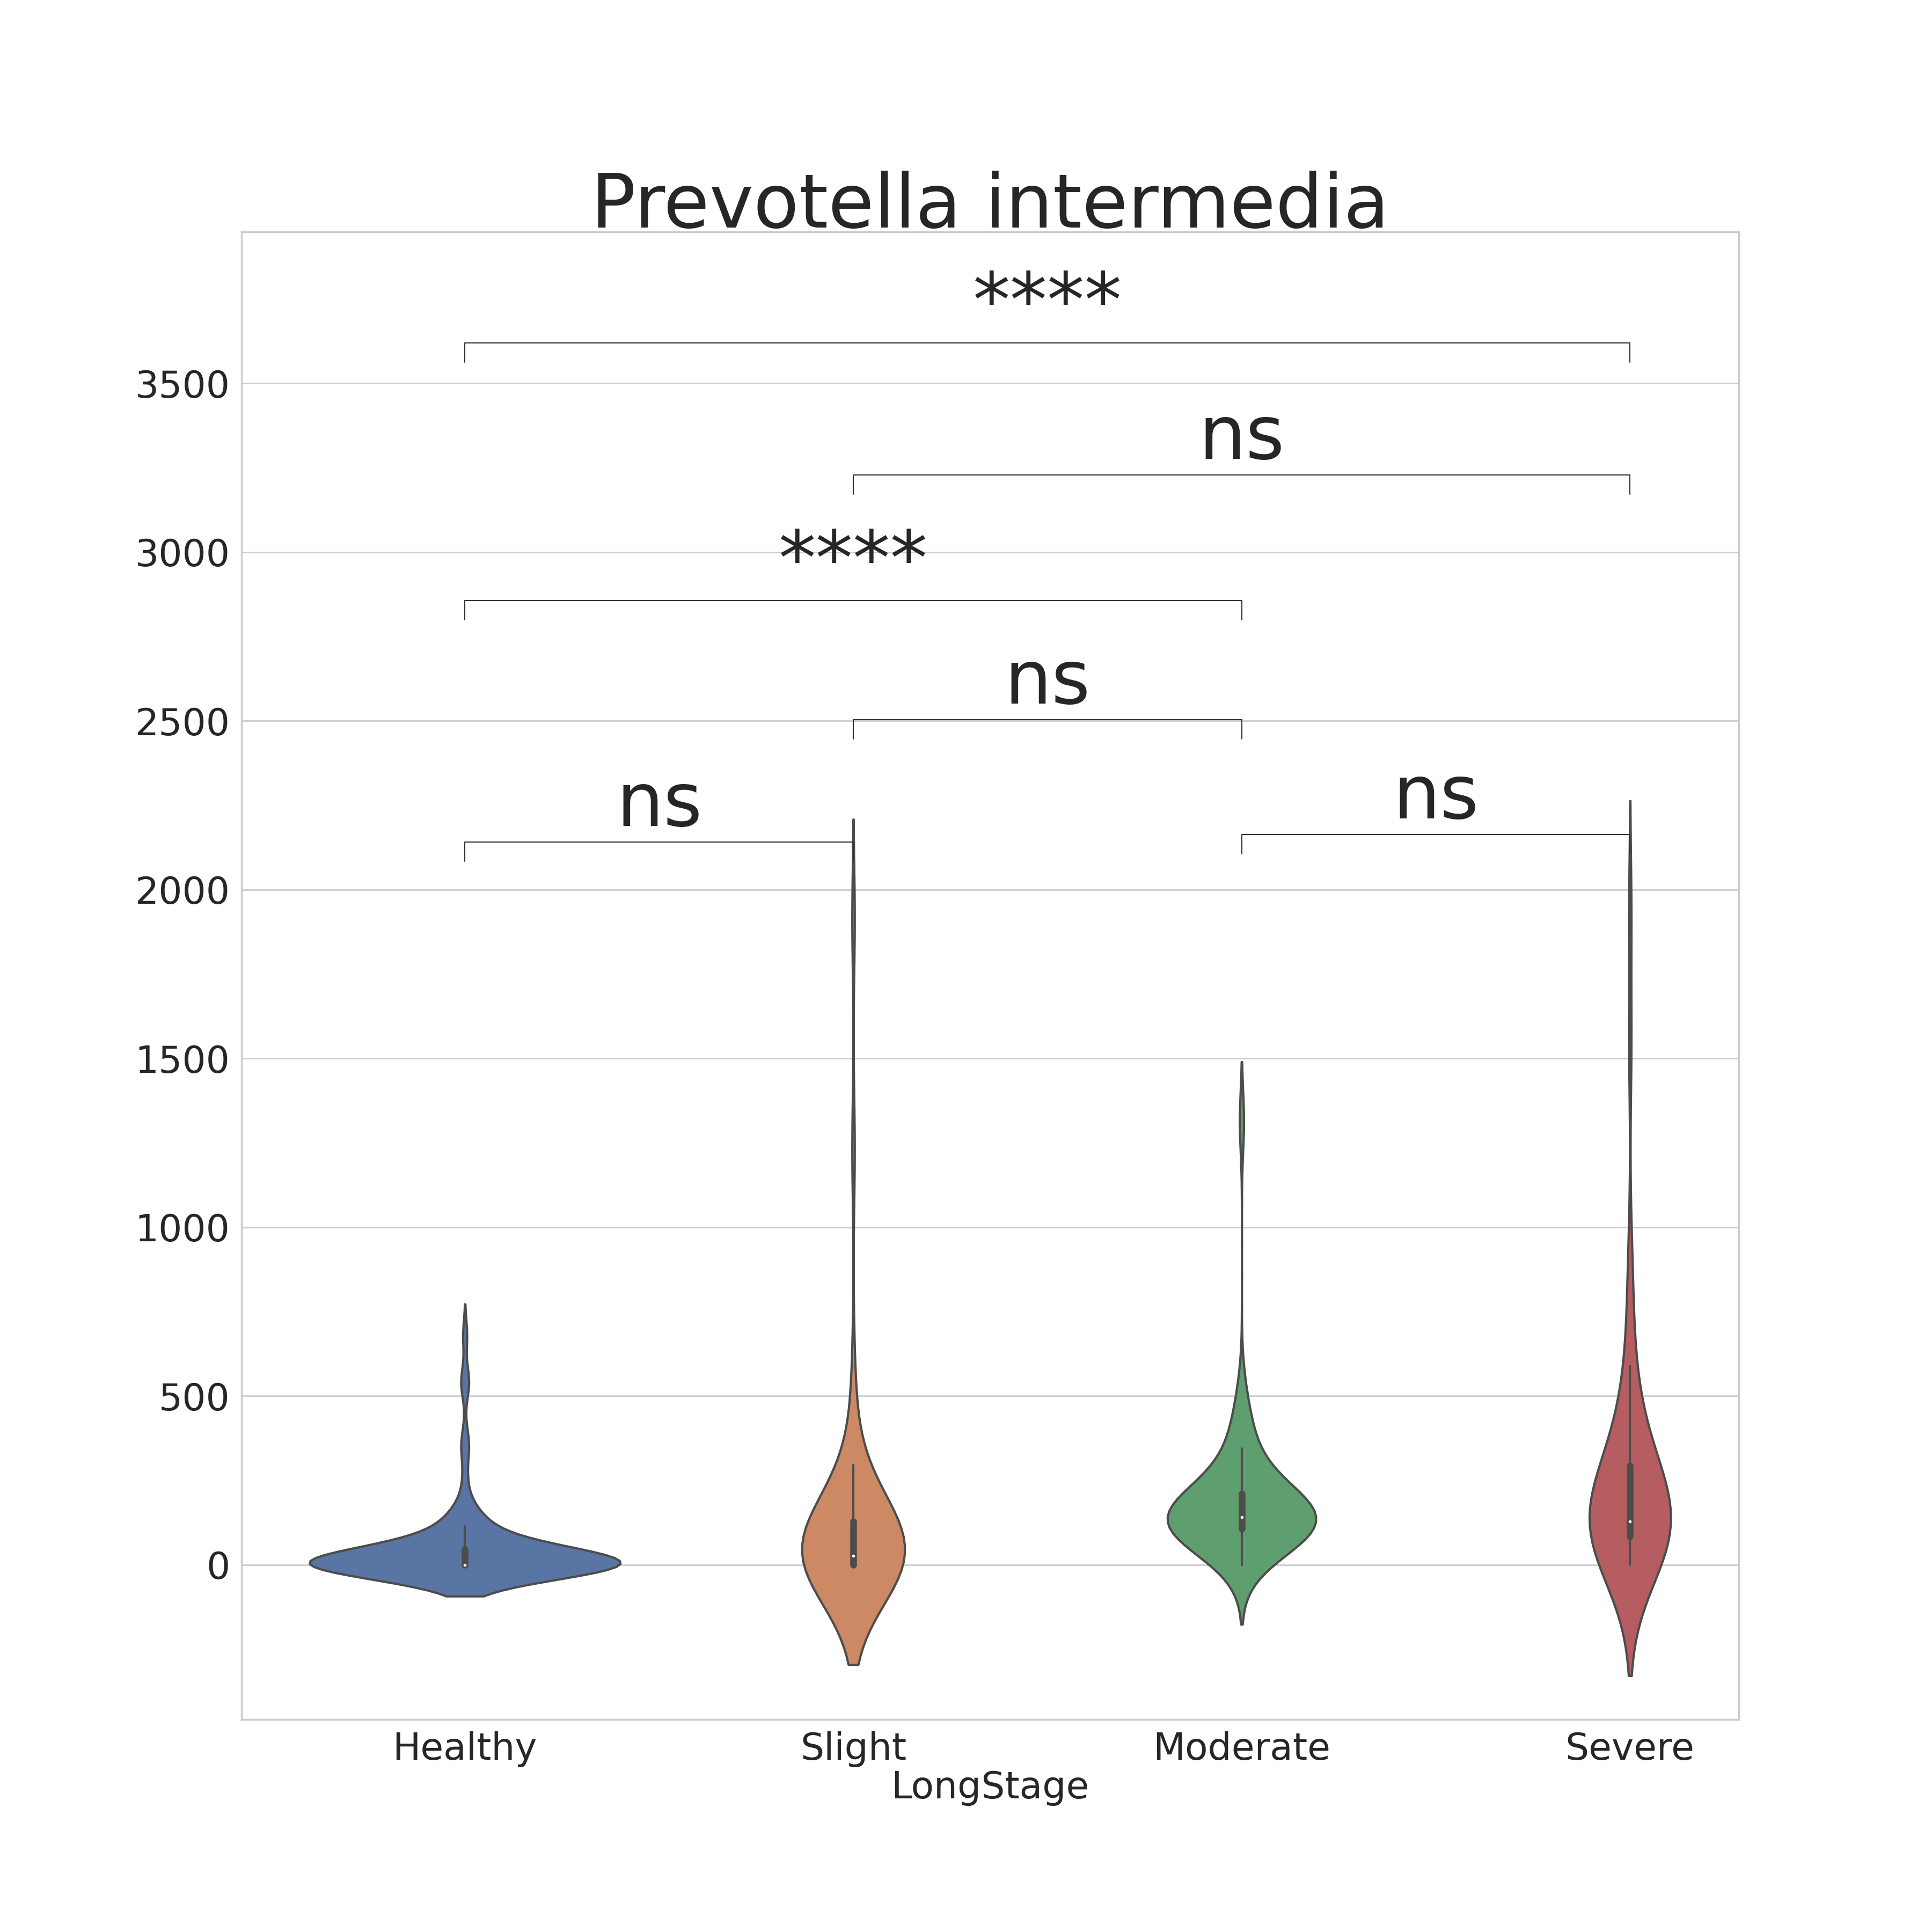 Prevotella intermedia
****
3500
ns
3000
****
ns
2500
ns
ns
2000
1500
1000
500
0
Healthy Slight Moderate Severe
LongStage